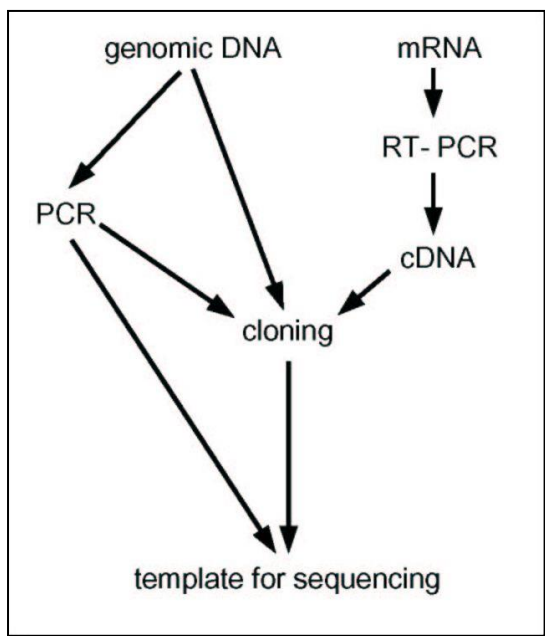 genomic DNA
mRNA
RT- PCR
PCR
cDNA
cloning
template for sequencing